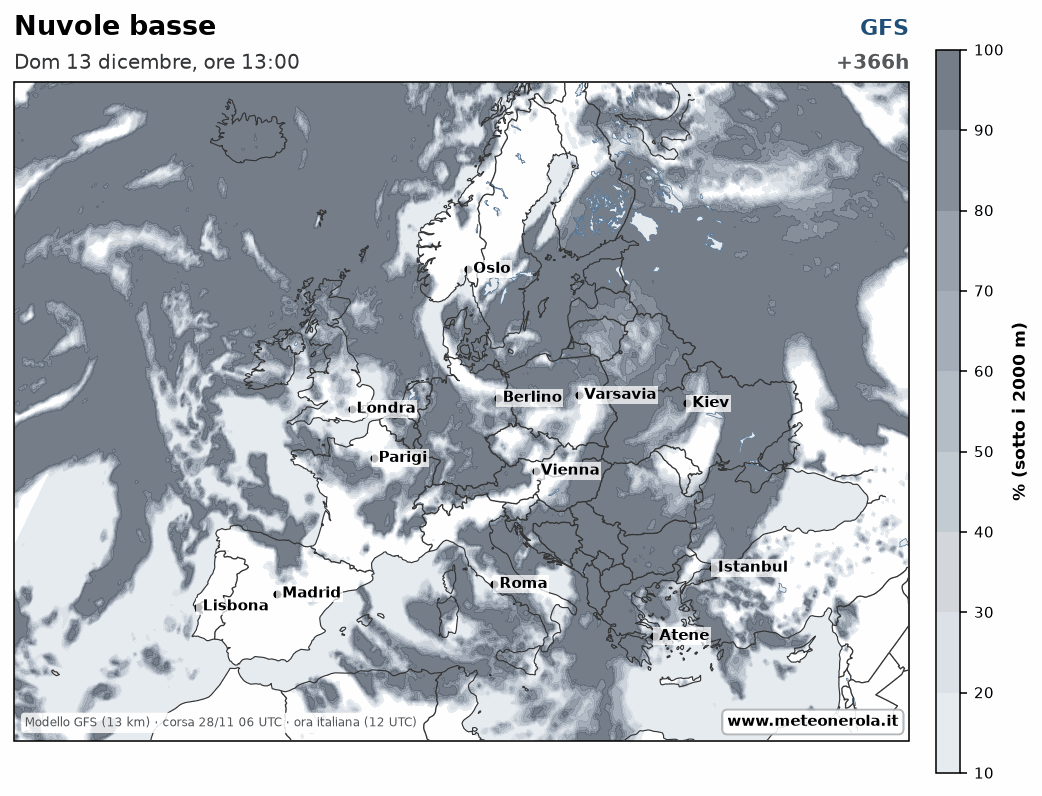 Nuvole basse
GFS
Dom 13 dicembre, ore 13:00
+366h
100
90
80
70
60
50
40
30
20
10
% (sotto i 2000 m)
Oslo
Berlino
Varsavia
Kiev
Londra
Parigi
Vienna
Istanbul
Roma
Madrid
Lisbona
Atene
Modello GFS (13 km) · corsa 28/11 06 UTC · ora italiana (12 UTC)
www.meteonerola.it